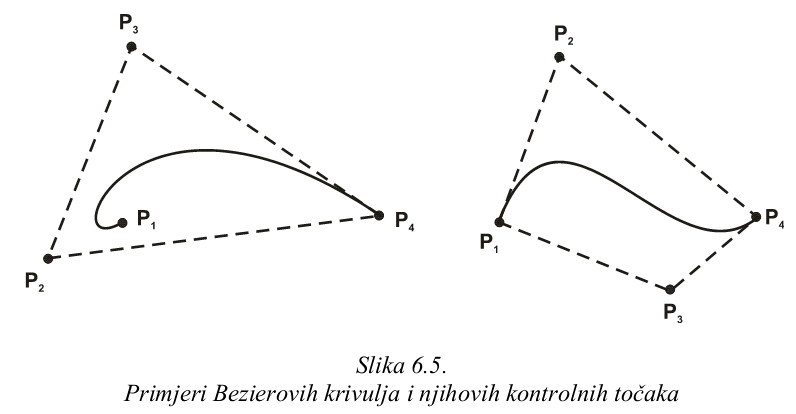 P₃
P₁
P₄
P₂
P₂
P₁
P₄
P₃
Slika 6.5.
Primjeri Bezierovih krivulja i njihovih kontrolnih točaka